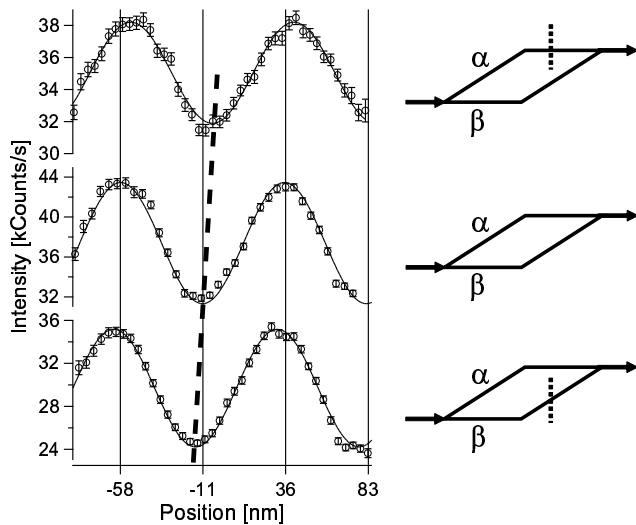 38
36
34
32
30
α
β
44
40
36
32
α
β
36
32
28
24
α
β
Intensity [kCounts/s]
-58 -11 36 83
Position [nm]